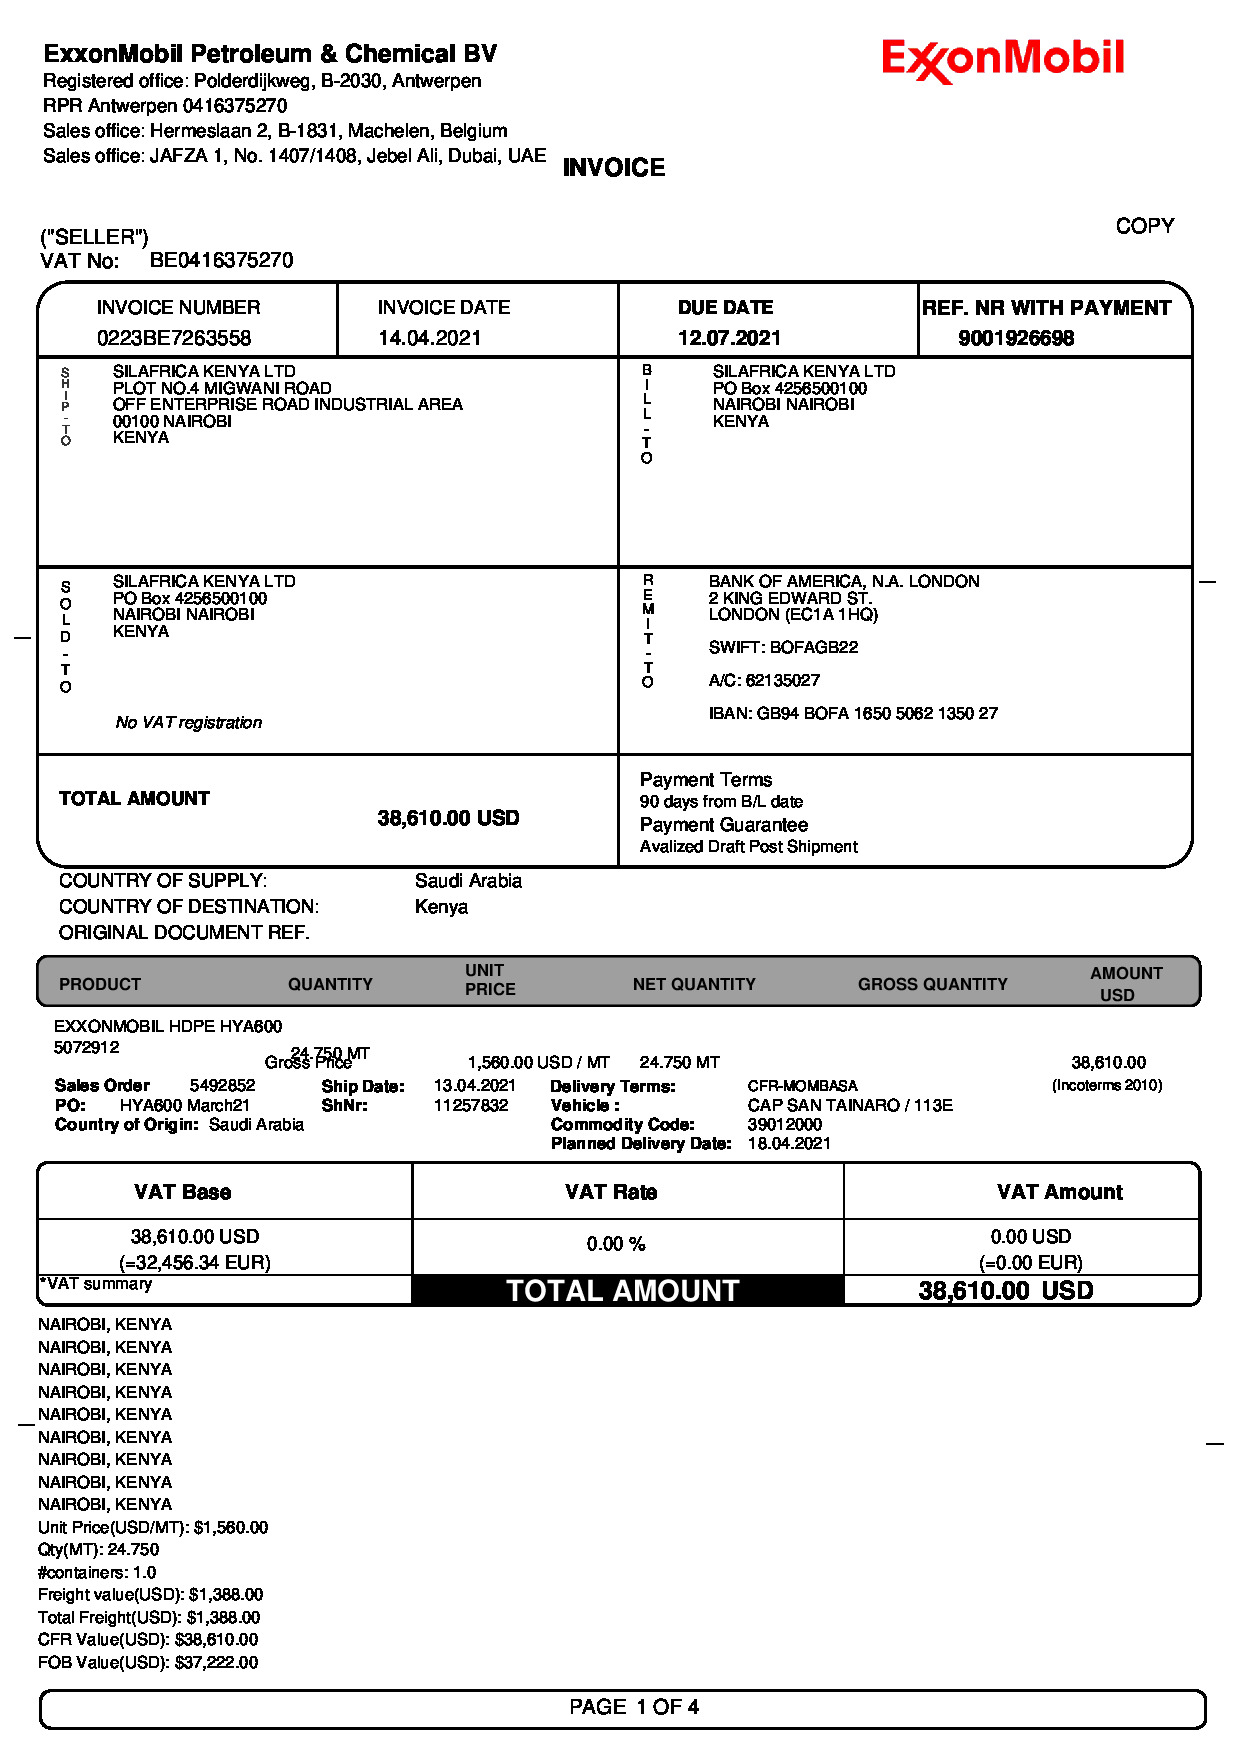 ExxonMobil Petroleum & Chemical BV
ExxonMobil
Registered office: Polderdijkweg, B-2030, Antwerpen
RPR Antwerpen 0416375270
Sales office: Hermeslaan 2, B-1831, Machelen, Belgium
Sales office: JAFZA 1, No. 1407/1408, Jebel Ali, Dubai, UAE
INVOICE
COPY
("SELLER")
VAT No: BE0416375270
INVOICE NUMBER INVOICE DATE DUE DATE REF. NR WITH PAYMENT
0223BE7263558 14.04.2021 12.07.2021 9001926698
SHIP-TO
SILAFRICA KENYA LTD
PLOT NO.4 MIGWANI ROAD
OFF ENTERPRISE ROAD INDUSTRIAL AREA
00100 NAIROBI
KENYA
BILL-TO
SILAFRICA KENYA LTD
PO Box 4256500100
NAIROBI NAIROBI
KENYA
SOLD-TO
SILAFRICA KENYA LTD
PO Box 4256500100
NAIROBI NAIROBI
KENYA
No VAT registration
REMIT-TO
BANK OF AMERICA, N.A. LONDON
2 KING EDWARD ST.
LONDON (EC1A 1HQ)
SWIFT: BOFAGB22
A/C: 62135027
IBAN: GB94 BOFA 1650 5062 1350 27
TOTAL AMOUNT
38,610.00 USD
Payment Terms
90 days from B/L date
Payment Guarantee
Avalized Draft Post Shipment
COUNTRY OF SUPPLY: Saudi Arabia
COUNTRY OF DESTINATION: Kenya
ORIGINAL DOCUMENT REF.
PRODUCT QUANTITY UNIT PRICE NET QUANTITY GROSS QUANTITY AMOUNT USD
EXXONMOBIL HDPE HYA600
5072912 24.750 MT
Gross Price 1,560.00 USD / MT 24.750 MT 38,610.00
Sales Order 5492852 Ship Date: 13.04.2021 Delivery Terms: CFR-MOMBASA (Incoterms 2010)
PO: HYA600 March21 ShNr: 11257832 Vehicle : CAP SAN TAINARO / 113E
Country of Origin: Saudi Arabia Commodity Code: 39012000
Planned Delivery Date: 18.04.2021
VAT Base VAT Rate VAT Amount
38,610.00 USD 0.00 % 0.00 USD
(=32,456.34 EUR) (=0.00 EUR)
*VAT summary TOTAL AMOUNT 38,610.00 USD
NAIROBI, KENYA
NAIROBI, KENYA
NAIROBI, KENYA
NAIROBI, KENYA
NAIROBI, KENYA
NAIROBI, KENYA
NAIROBI, KENYA
NAIROBI, KENYA
NAIROBI, KENYA
Unit Price(USD/MT): $1,560.00
Qty(MT): 24.750
#containers: 1.0
Freight value(USD): $1,388.00
Total Freight(USD): $1,388.00
CFR Value(USD): $38,610.00
FOB Value(USD): $37,222.00
PAGE 1 OF 4